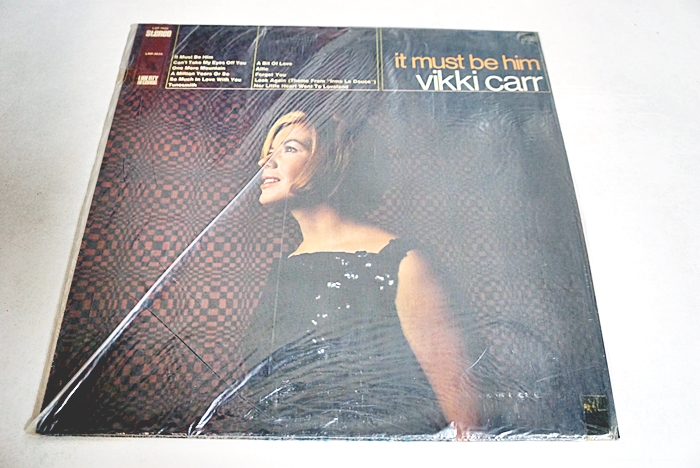 STEREO
LIBERTY
It Must Be Him
Can't Take My Eyes Off You
One More Mountain
A Million Years Or So
So Much In Love With You
Tunesmith
A Bit Of Love
Alfie
Forget You
Look Again (Theme From "Irma La Douce")
Her Little Heart Went To Loveland
it must be him
vikki carr